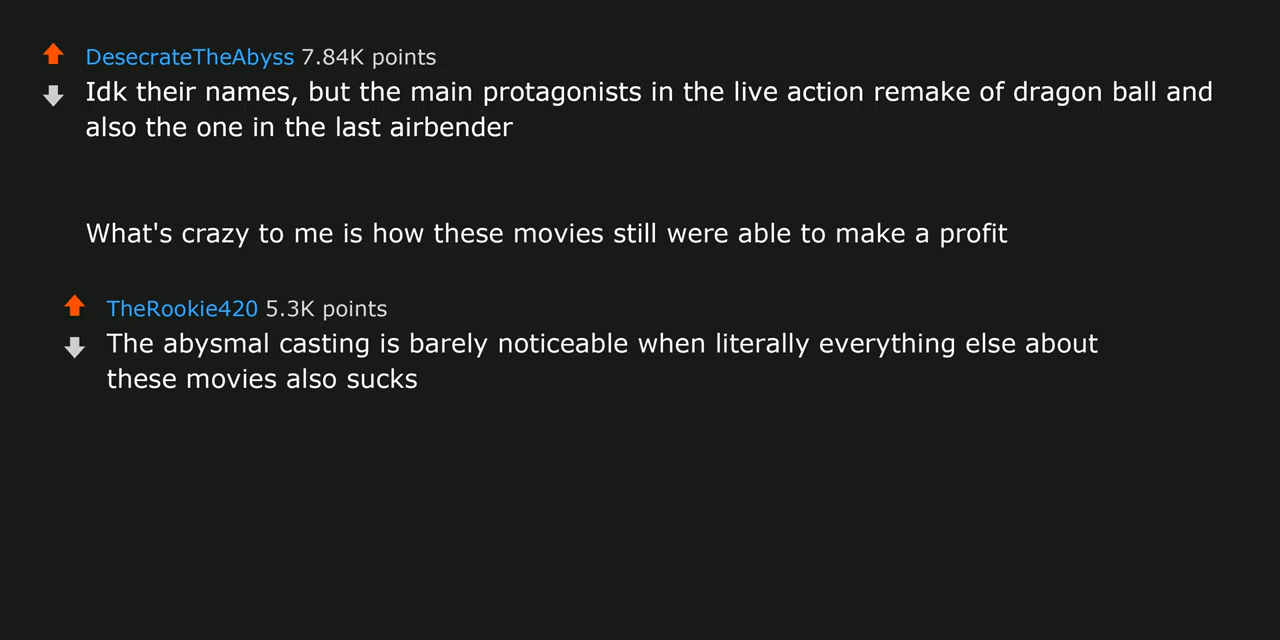 DesecrateTheAbyss 7.84K points
Idk their names, but the main protagonists in the live action remake of dragon ball and
also the one in the last airbender
What's crazy to me is how these movies still were able to make a profit
TheRookie420 5.3K points
The abysmal casting is barely noticeable when literally everything else about
these movies also sucks